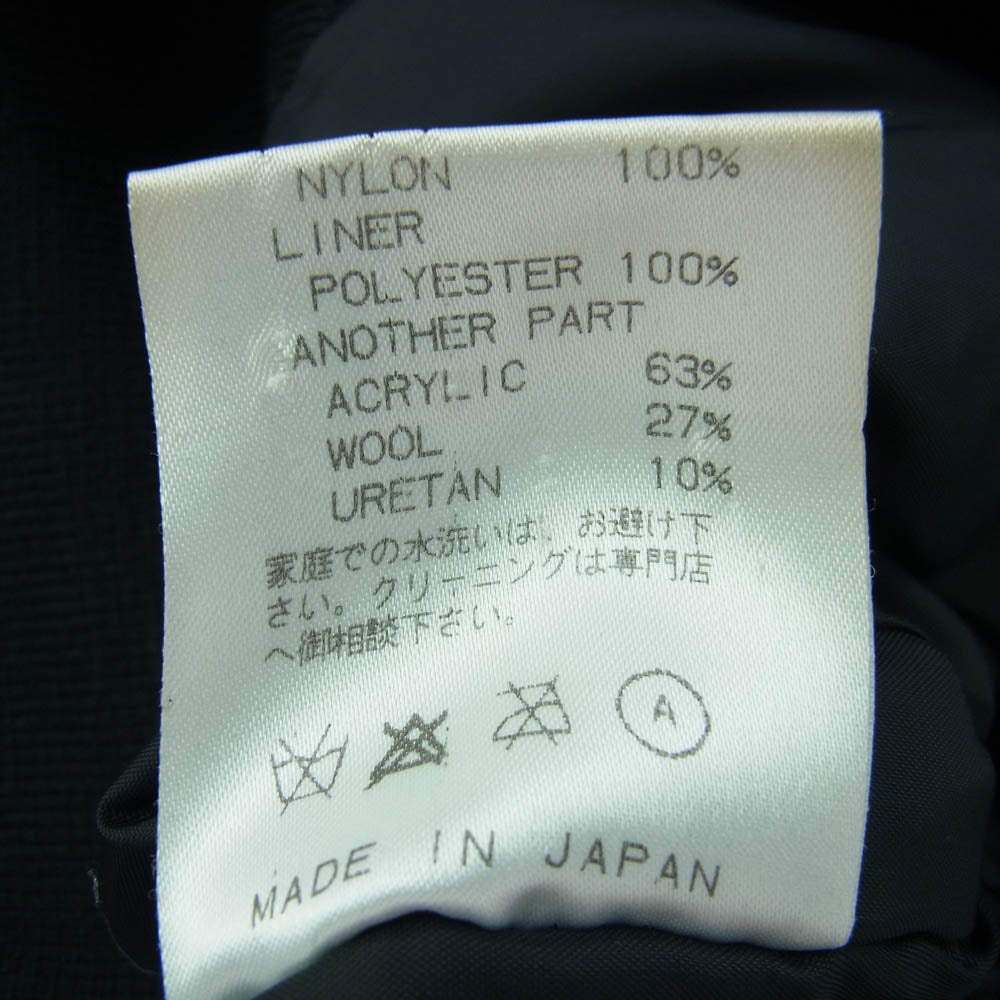 NYLON 100%
LINER
POLYESTER 100%
ANOTHER PART
ACRYLIC 63%
WOOL 27%
URETAN 10%
家庭での水洗いは、お避け下
さい。クリーニングは専門店
へ御相談下さい。
A
MADE IN JAPAN